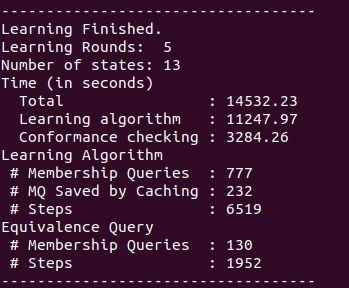 -----------------------------------
Learning Finished.
Learning Rounds:  5
Number of states: 13
Time (in seconds)
  Total                : 14532.23
  Learning algorithm   : 11247.97
  Conformance checking : 3284.26
Learning Algorithm
 # Membership Queries  : 777
 # MQ Saved by Caching : 232
 # Steps               : 6519
Equivalence Query
 # Membership Queries  : 130
 # Steps               : 1952
-----------------------------------